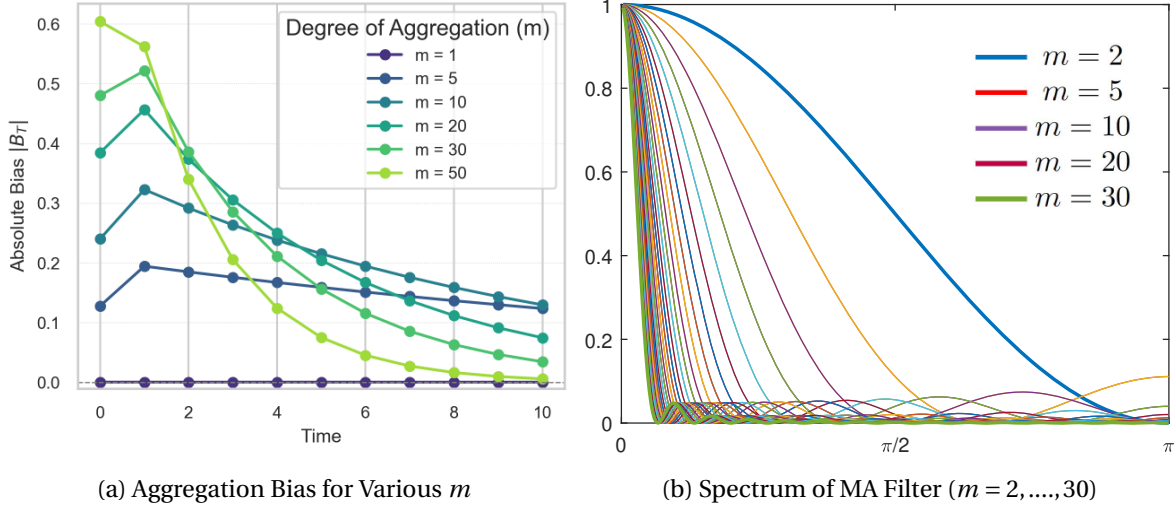 Degree of Aggregation (m)
m = 1
m = 5
m = 10
m = 20
m = 30
m = 50
Absolute Bias |B_T|
0.6
0.5
0.4
0.3
0.2
0.1
0.0
0 2 4 6 8 10
Time
(a) Aggregation Bias for Various m
m = 2
m = 5
m = 10
m = 20
m = 30
1
0.8
0.6
0.4
0.2
0
0 π/2 π
(b) Spectrum of MA Filter (m = 2,....,30)